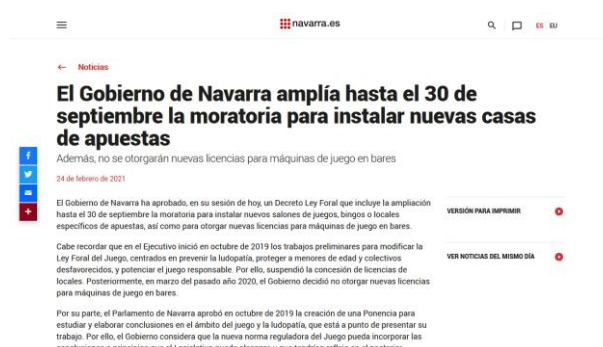 navarra.es
ES EU
← Noticias
El Gobierno de Navarra amplía hasta el 30 de
septiembre la moratoria para instalar nuevas casas
de apuestas
Además, no se otorgarán nuevas licencias para máquinas de juego en bares
24 de febrero de 2021
El Gobierno de Navarra ha aprobado, en su sesión de hoy, un Decreto Ley Foral que incluye la ampliación
hasta el 30 de septiembre la moratoria para instalar nuevos salones de juegos, bingos o locales
específicos de apuestas, así como para otorgar nuevas licencias para máquinas de juego en bares.
VERSIÓN PARA IMPRIMIR
Cabe recordar que en el Ejecutivo inició en octubre de 2019 los trabajos preliminares para modificar la
Ley Foral del Juego, centrados en prevenir la ludopatía, proteger a menores de edad y colectivos
desfavorecidos, y potenciar el juego responsable. Por ello, suspendió la concesión de licencias de
locales. Posteriormente, en marzo del pasado año 2020, el Gobierno decidió no otorgar nuevas licencias
para máquinas de juego en bares.
VER NOTICIAS DEL MISMO DÍA
Por su parte, el Parlamento de Navarra aprobó en octubre de 2019 la creación de una Ponencia para
estudiar y elaborar conclusiones en el ámbito del juego y la ludopatía, que está a punto de presentar su
trabajo. Por ello, el Gobierno considera que la nueva norma reguladora del Juego pueda incorporar las